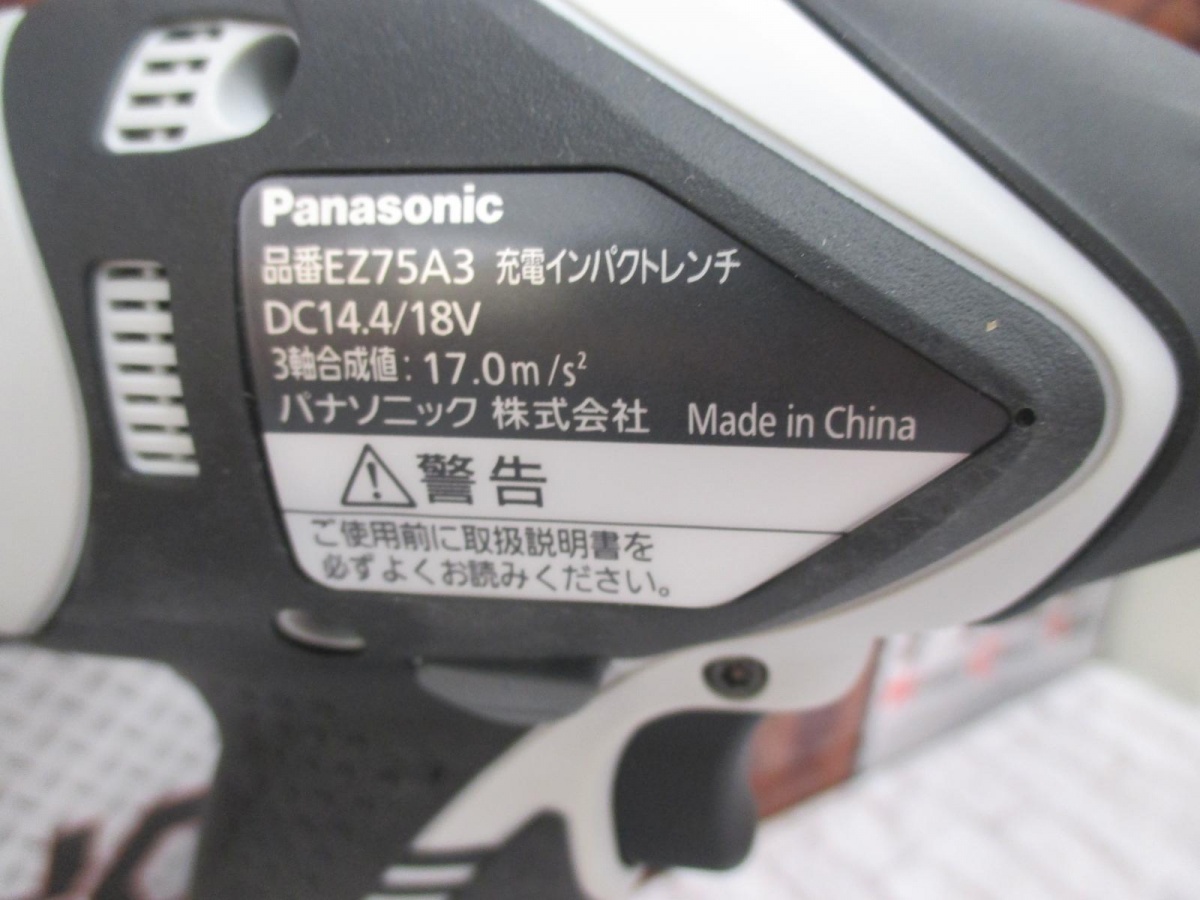 Panasonic
品番EZ75A3 充電インパクトレンチ
DC14.4/18V
3軸合成値：17.0m/s²
パナソニック 株式会社 Made in China
警告
ご使用前に取扱説明書を
必ずよくお読みください。